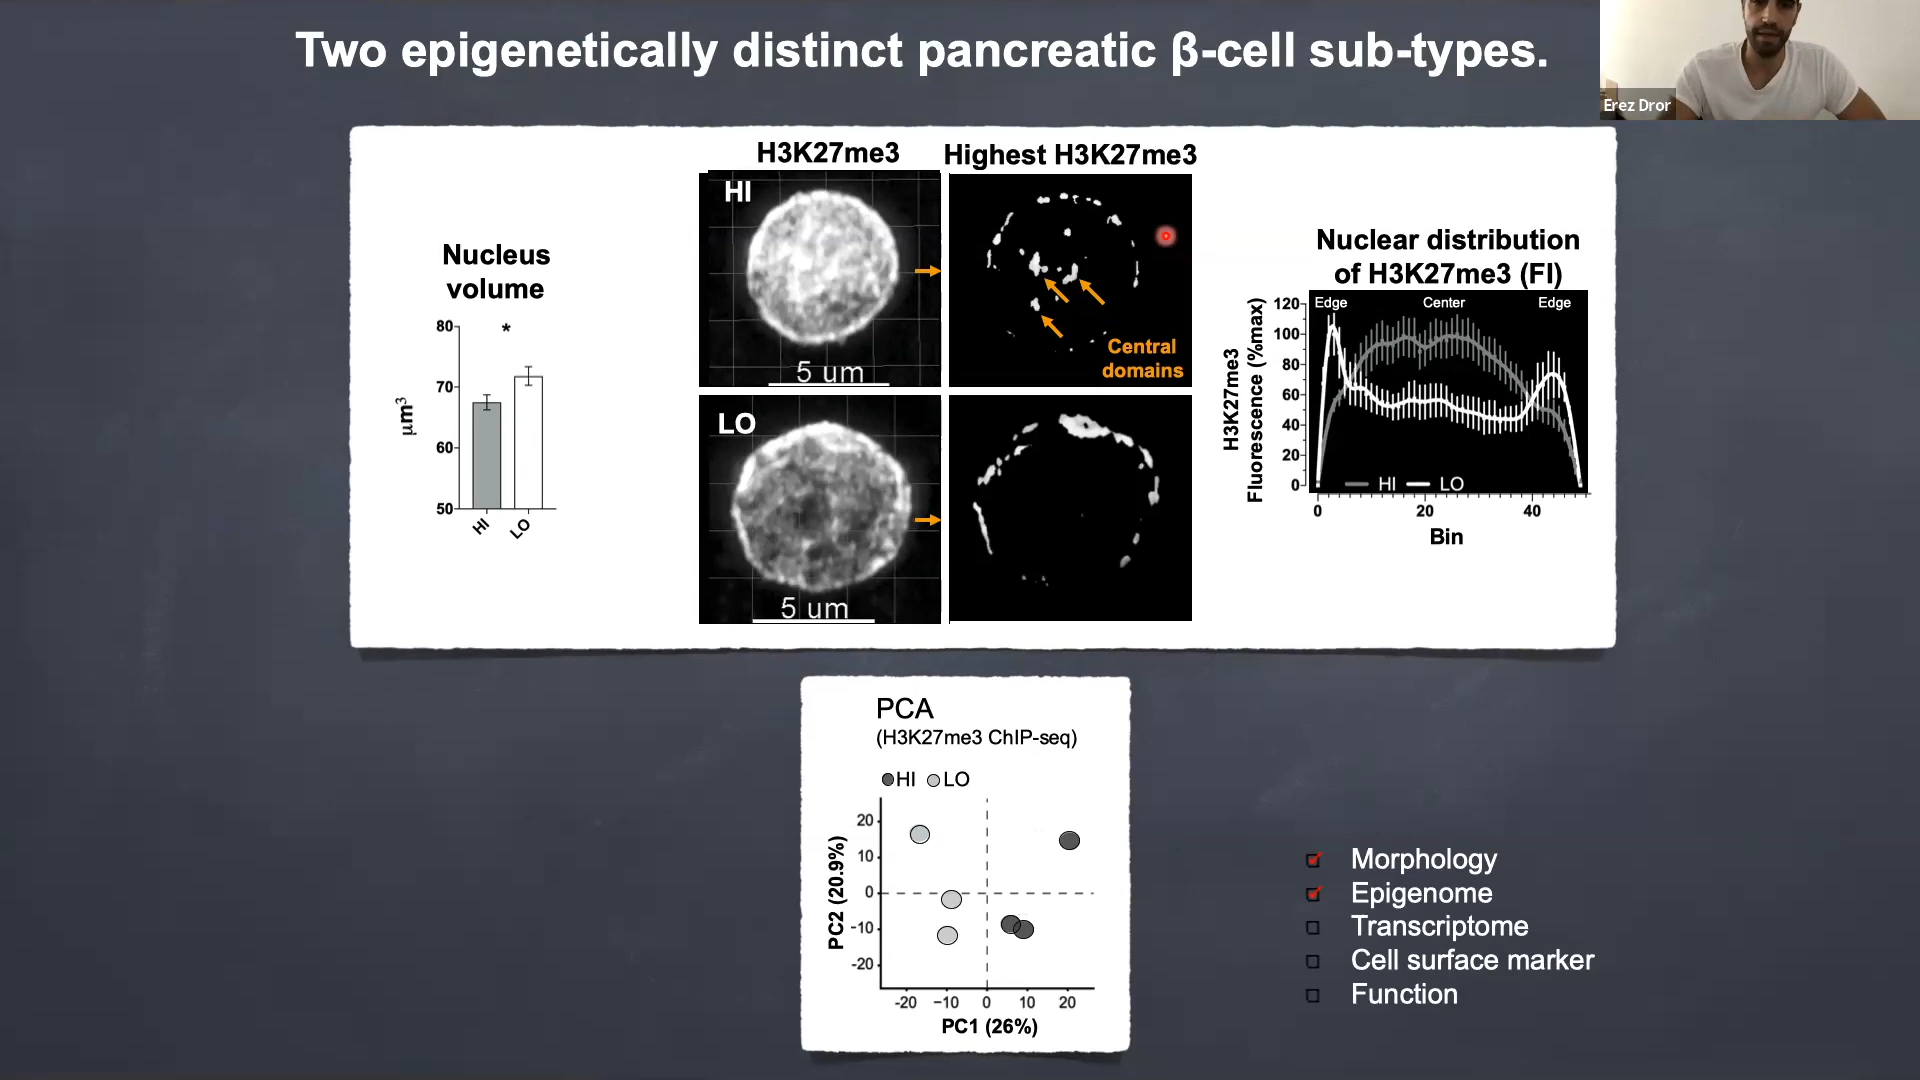 Two epigenetically distinct pancreatic β-cell sub-types.
Erez Dror
Nucleus
volume
80
*
70
60
50
μm³
HI
LO
H3K27me3
Highest H3K27me3
HI
5 um
Central
domains
LO
5 um
Nuclear distribution
of H3K27me3 (FI)
H3K27me3
Fluorescence (%max)
120
100
80
60
40
20
0
Edge
Center
Edge
HI
LO
0
20
40
Bin
PCA
(H3K27me3 ChIP-seq)
HI LO
PC2 (20.9%)
20
10
0
-10
-20
-20 -10 0 10 20
PC1 (26%)
Morphology
Epigenome
Transcriptome
Cell surface marker
Function